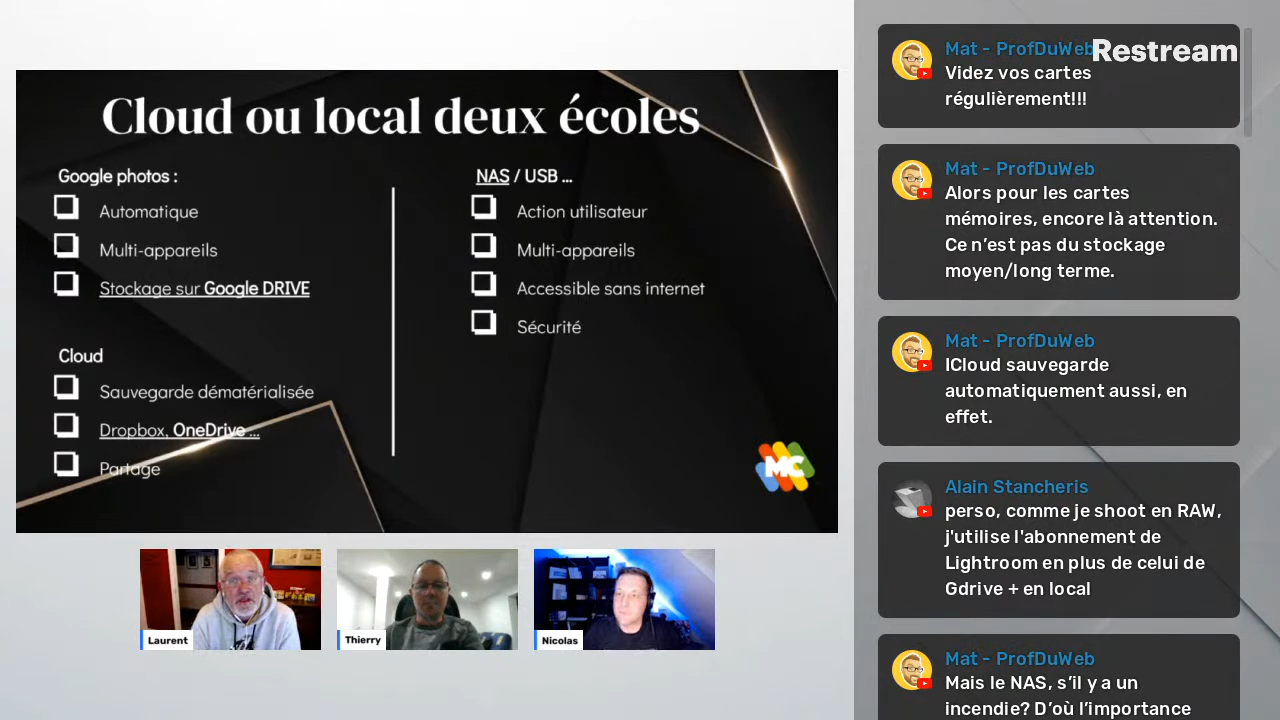 Cloud ou local deux écoles
Google photos :
Automatique
Multi-appareils
Stockage sur Google DRIVE
Cloud
Sauvegarde dématérialisée
Dropbox, OneDrive ...
Partage
NAS / USB ...
Action utilisateur
Multi-appareils
Accessible sans internet
Sécurité
MC
Laurent
Thierry
Nicolas
Restream
Mat - ProfDuWeb
Videz vos cartes
régulièrement!!!
Mat - ProfDuWeb
Alors pour les cartes
mémoires, encore là attention.
Ce n’est pas du stockage
moyen/long terme.
Mat - ProfDuWeb
ICloud sauvegarde
automatiquement aussi, en
effet.
Alain Stancheris
perso, comme je shoot en RAW,
j'utilise l'abonnement de
Lightroom en plus de celui de
Gdrive + en local
Mat - ProfDuWeb
Mais le NAS, s’il y a un
incendie? D’où l’importance